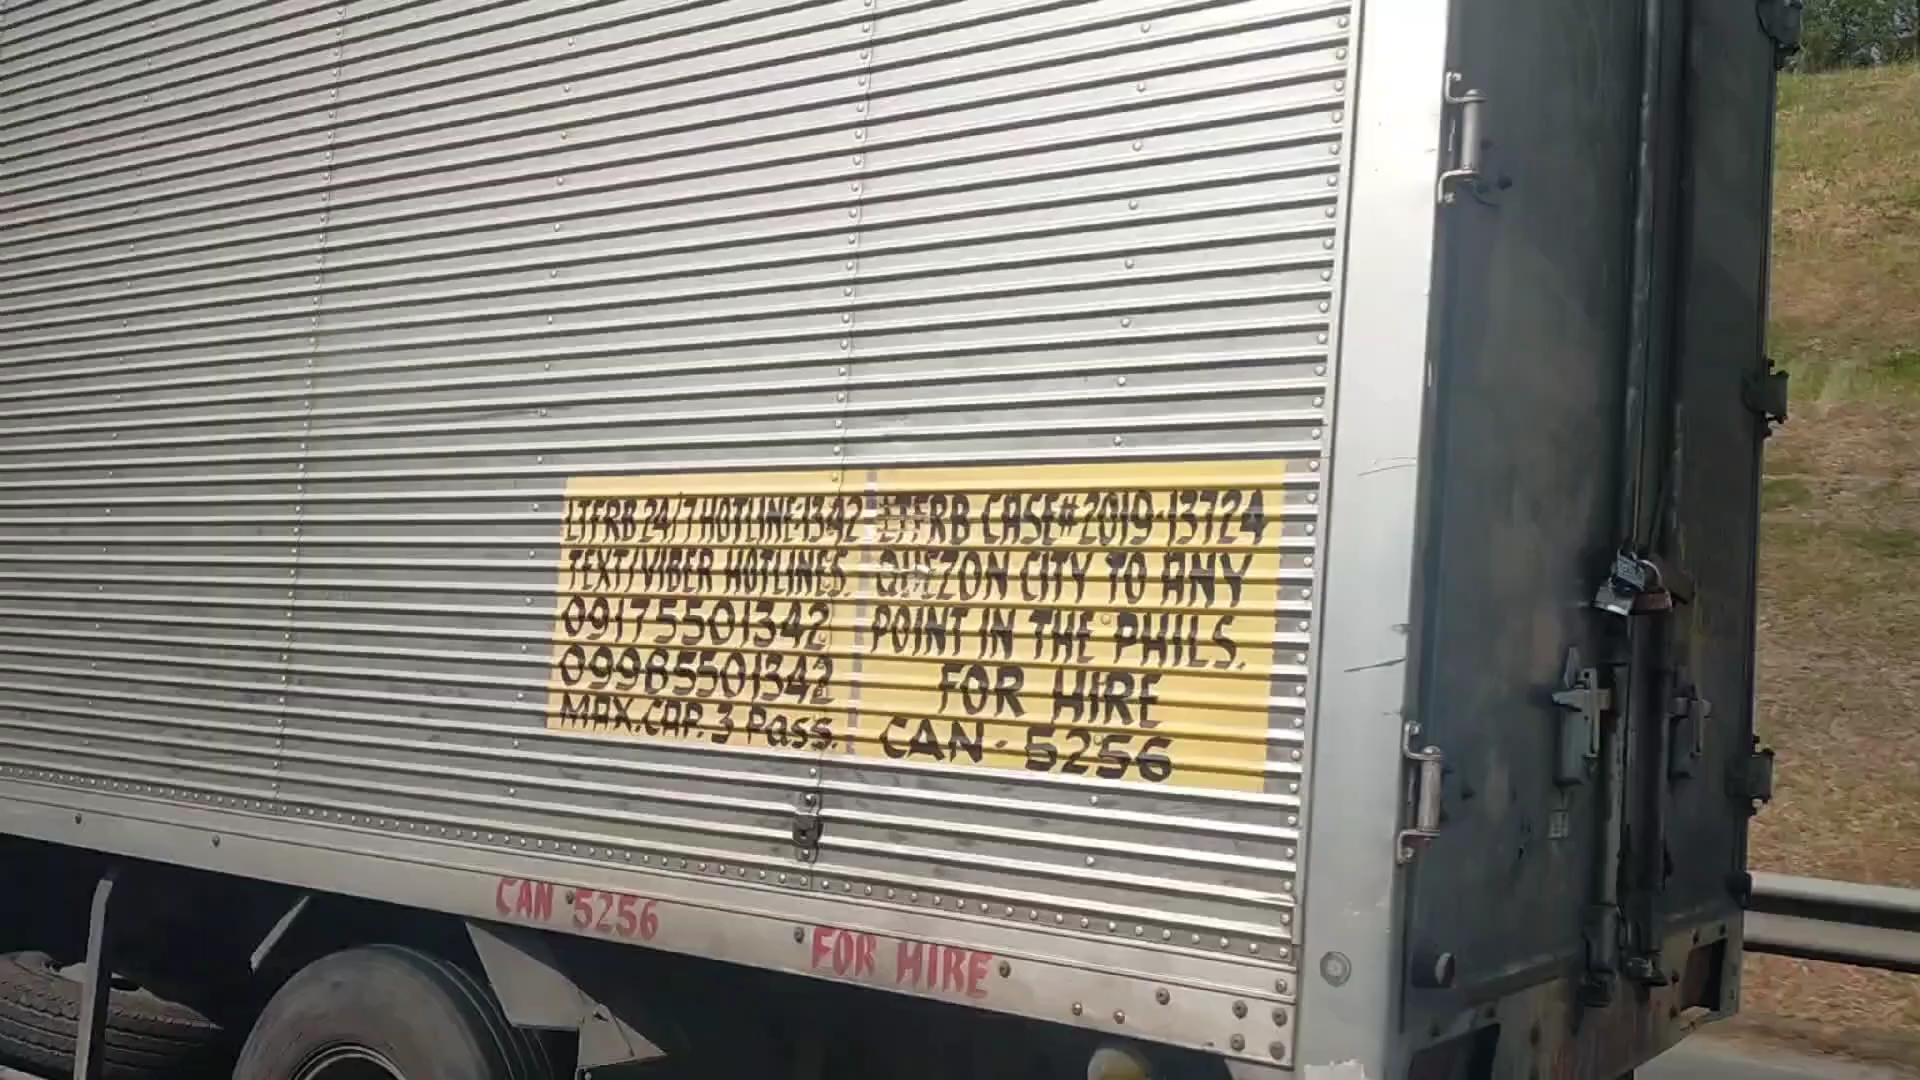 LTFRB 24/7 HOTLINE:1342
TEXT/VIBER HOTLINES.
09175501342
09985501342
MAX.CAP. 3 Pass.
LTFRB CASE# 2019-13724
QUEZON CITY TO ANY
POINT IN THE PHILS.
FOR HIRE
CAN - 5256
CAN 5256
FOR HIRE